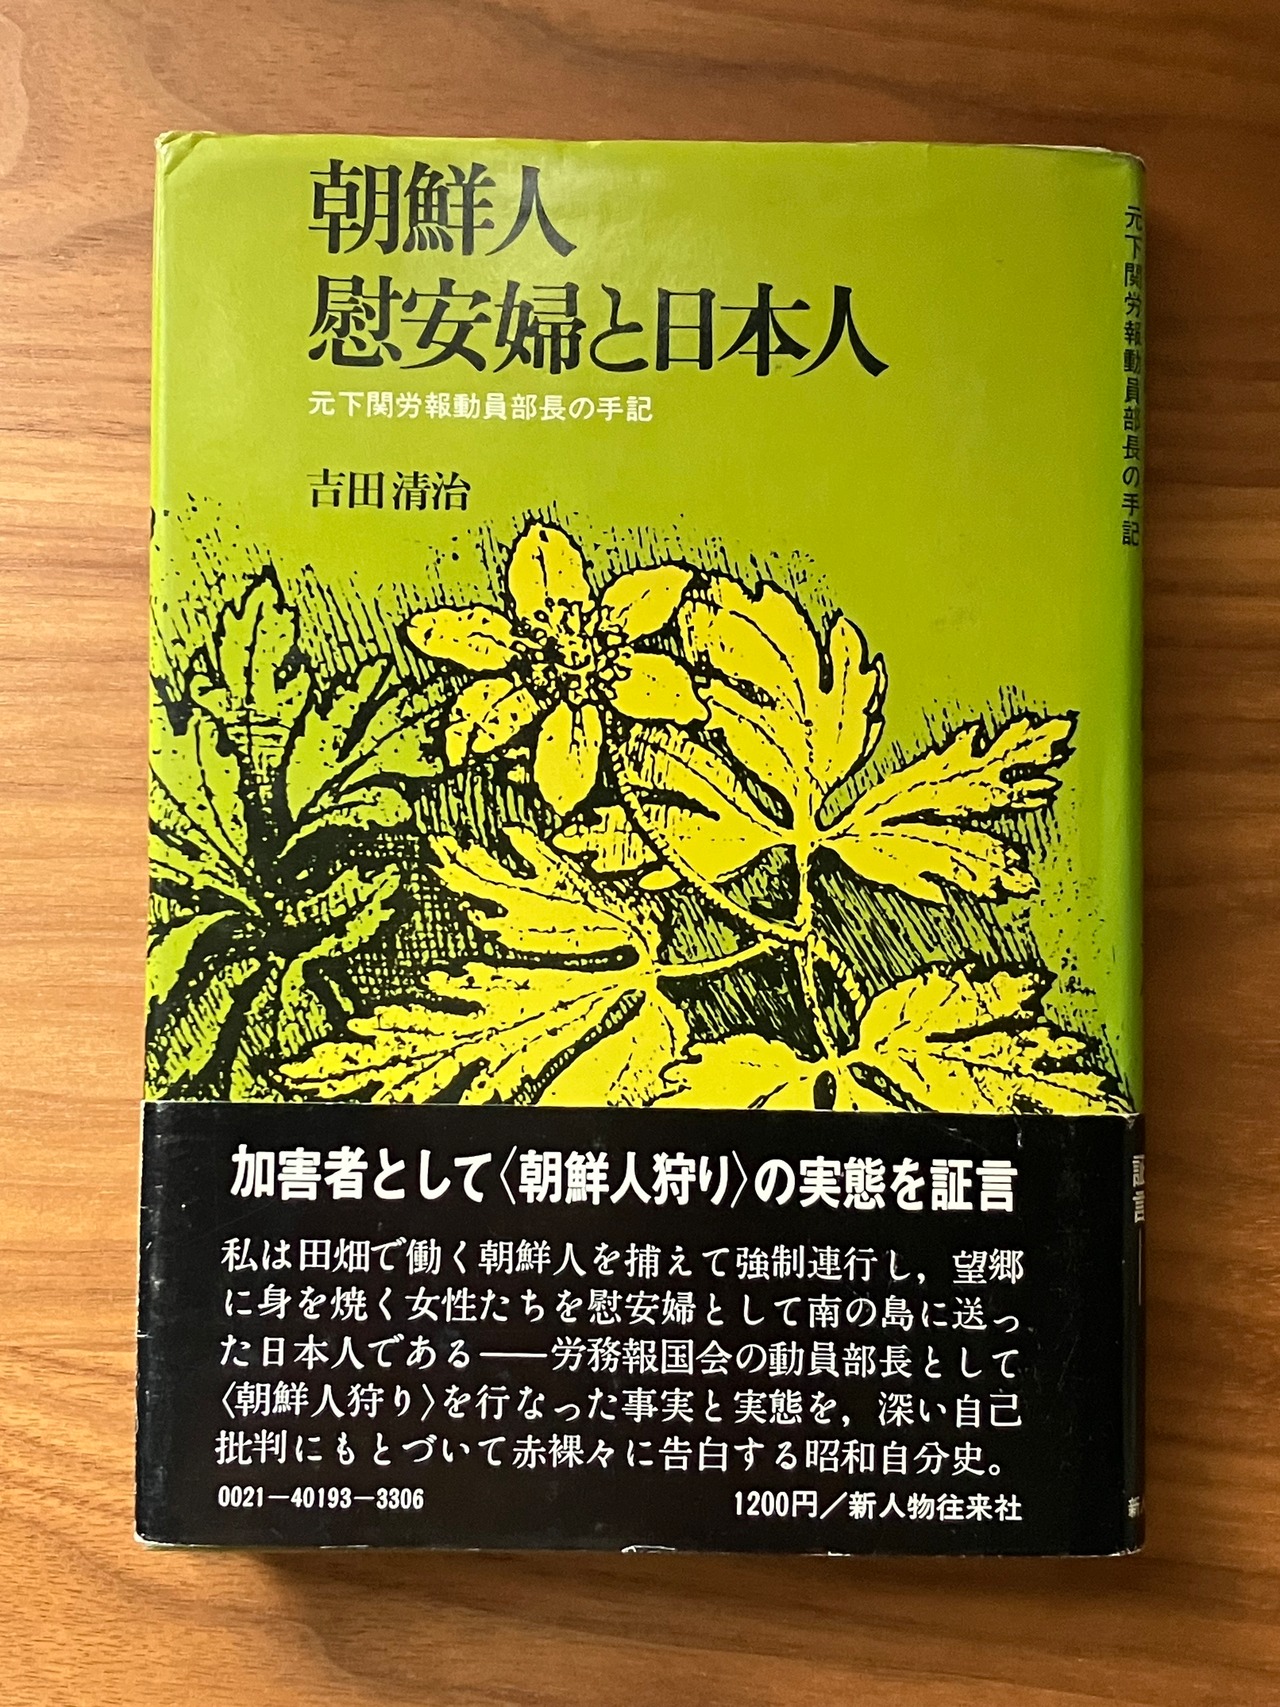 朝鮮人
慰安婦と日本人
元下関労報動員部長の手記
吉田清治
元下関労報動員部長の手記
加害者として〈朝鮮人狩り〉の実態を証言
私は田畑で働く朝鮮人を捕えて強制連行し，望郷
に身を焼く女性たちを慰安婦として南の島に送っ
た日本人である——労務報国会の動員部長として
〈朝鮮人狩り〉を行なった事実と実態を，深い自己
批判にもとづいて赤裸々に告白する昭和自分史。
0021-40193-3306
1200円／新人物往来社
証言